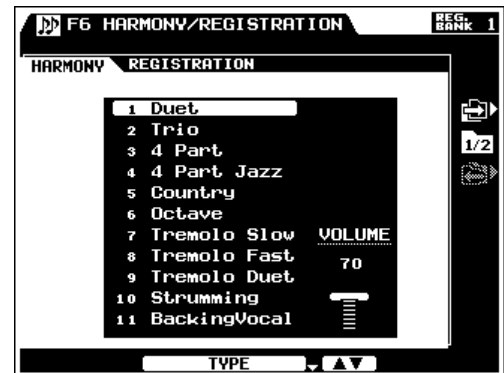 F6 HARMONY/REGISTRATION
REG. BANK 1
HARMONY REGISTRATION
1 Duet
2 Trio
3 4 Part
4 4 Part Jazz
5 Country
6 Octave
7 Tremolo Slow
8 Tremolo Fast
9 Tremolo Duet
10 Strumming
11 BackingVocal
VOLUME
70
1/2
TYPE